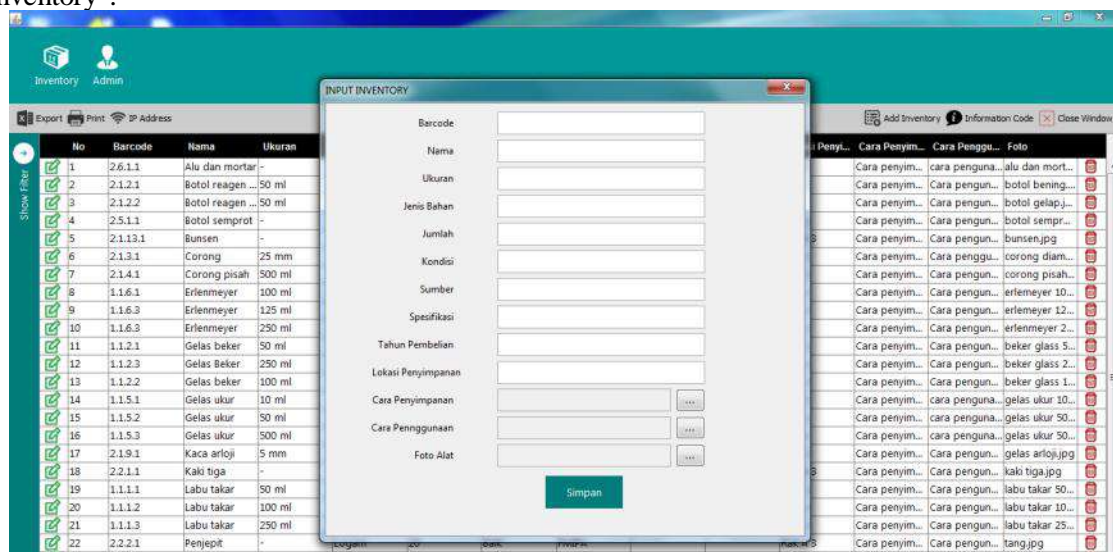 nventory".
Inventory Admin
INPUT INVENTORY
Export Print IP Address
Add Inventory Information Code Close Window
Show Filter
No Barcode Nama Ukuran Penyi... Cara Penyim... Cara Penggu... Foto
1 2.6.1.1 Alu dan mortar - Cara penyim... cara penguna... alu dan mort...
2 2.1.2.1 Botol reagen ... 50 ml Cara penyim... Cara pengun... botol bening....
3 2.1.2.2 Botol reagen ... 50 ml Cara penyim... Cara pengun... botol gelap.j...
4 2.5.1.1 Botol semprot - Cara penyim... Cara pengun... botol sempr...
5 2.1.13.1 Bunsen - 3 Cara penyim... Cara pengun... bunsen.jpg
6 2.1.3.1 Corong 25 mm Cara penyim... Cara penggu... corong diam...
7 2.1.4.1 Corong pisah 500 ml Cara penyim... Cara pengun... corong pisah...
8 1.1.6.1 Erlenmeyer 100 ml Cara penyim... Cara pengun... erlemeyer 10...
9 1.1.6.3 Erlenmeyer 125 ml Cara penyim... Cara pengun... erlemeyer 12...
10 1.1.6.3 Erlenmeyer 250 ml Cara penyim... Cara pengun... erlenmeyer 2...
11 1.1.2.1 Gelas beker 50 ml Cara penyim... Cara pengun... beker glass 5...
12 1.1.2.3 Gelas Beker 250 ml Cara penyim... Cara pengun... beker glass 2...
13 1.1.2.2 Gelas beker 100 ml Cara penyim... Cara pengun... beker glass 1...
14 1.1.5.1 Gelas ukur 10 ml Cara penyim... cara penguna... gelas ukur 10...
15 1.1.5.2 Gelas ukur 50 ml Cara penyim... cara penguna... gelas ukur 50...
16 1.1.5.3 Gelas ukur 500 ml Cara penyim... cara penguna... gelas ukur 50...
17 2.1.9.1 Kaca arloji 5 mm Cara penyim... Cara pengun... gelas arloji.jpg
18 2.2.1.1 Kaki tiga - Cara penyim... Cara pengun... kaki tiga.jpg
19 1.1.1.1 Labu takar 50 ml Cara penyim... Cara pengun... labu takar 50...
20 1.1.1.2 Labu takar 100 ml Cara penyim... Cara pengun... labu takar 10...
21 1.1.1.3 Labu takar 250 ml Cara penyim... Cara pengun... labu takar 25...
22 2.2.2.1 Penjepit - Logam 20 Baik Cara penyim... Cara pengun... tang.jpg
Barcode
Nama
Ukuran
Jenis Bahan
Jumlah
Kondisi
Sumber
Spesifikasi
Tahun Pembelian
Lokasi Penyimpanan
Cara Penyimpanan ...
Cara Pennggunaan ...
Foto Alat ...
Simpan